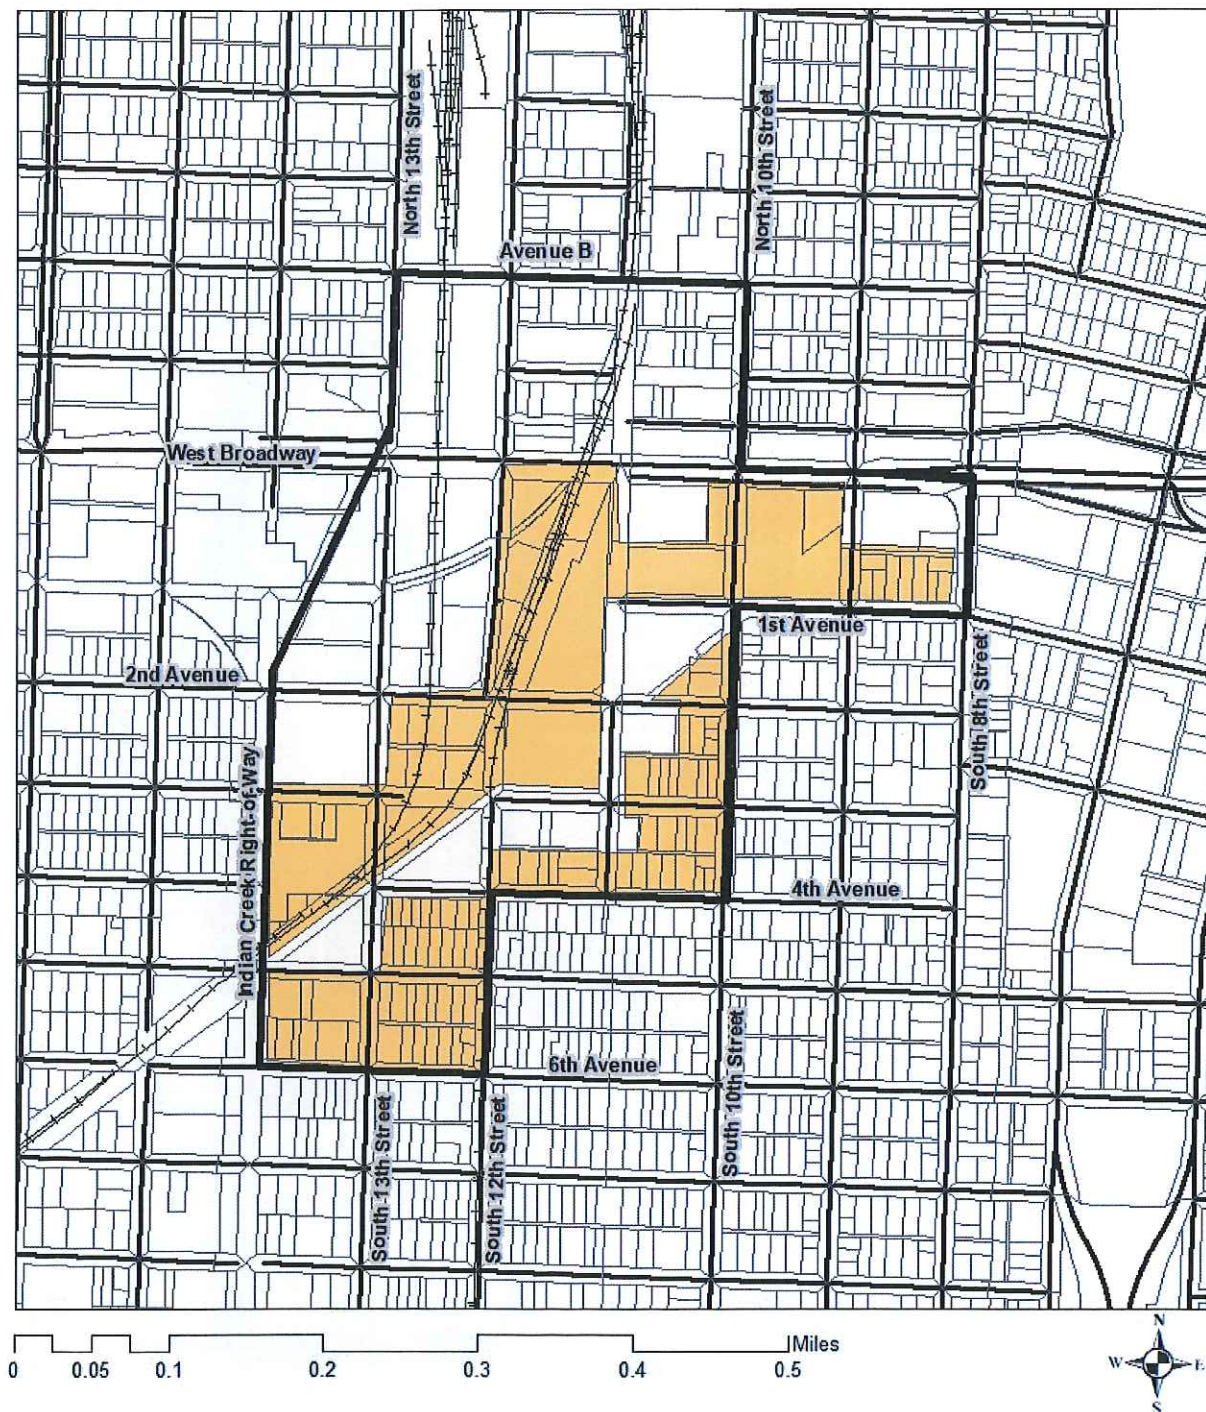 North 13th Street
North 10th Street
Avenue B
West Broadway
1st Avenue
2nd Avenue
South 8th Street
Indian Creek Right-of-Way
4th Avenue
6th Avenue
South 10th Street
South 13th Street
South 12th Street
Miles
0 0.05 0.1 0.2 0.3 0.4 0.5
N
W E
S